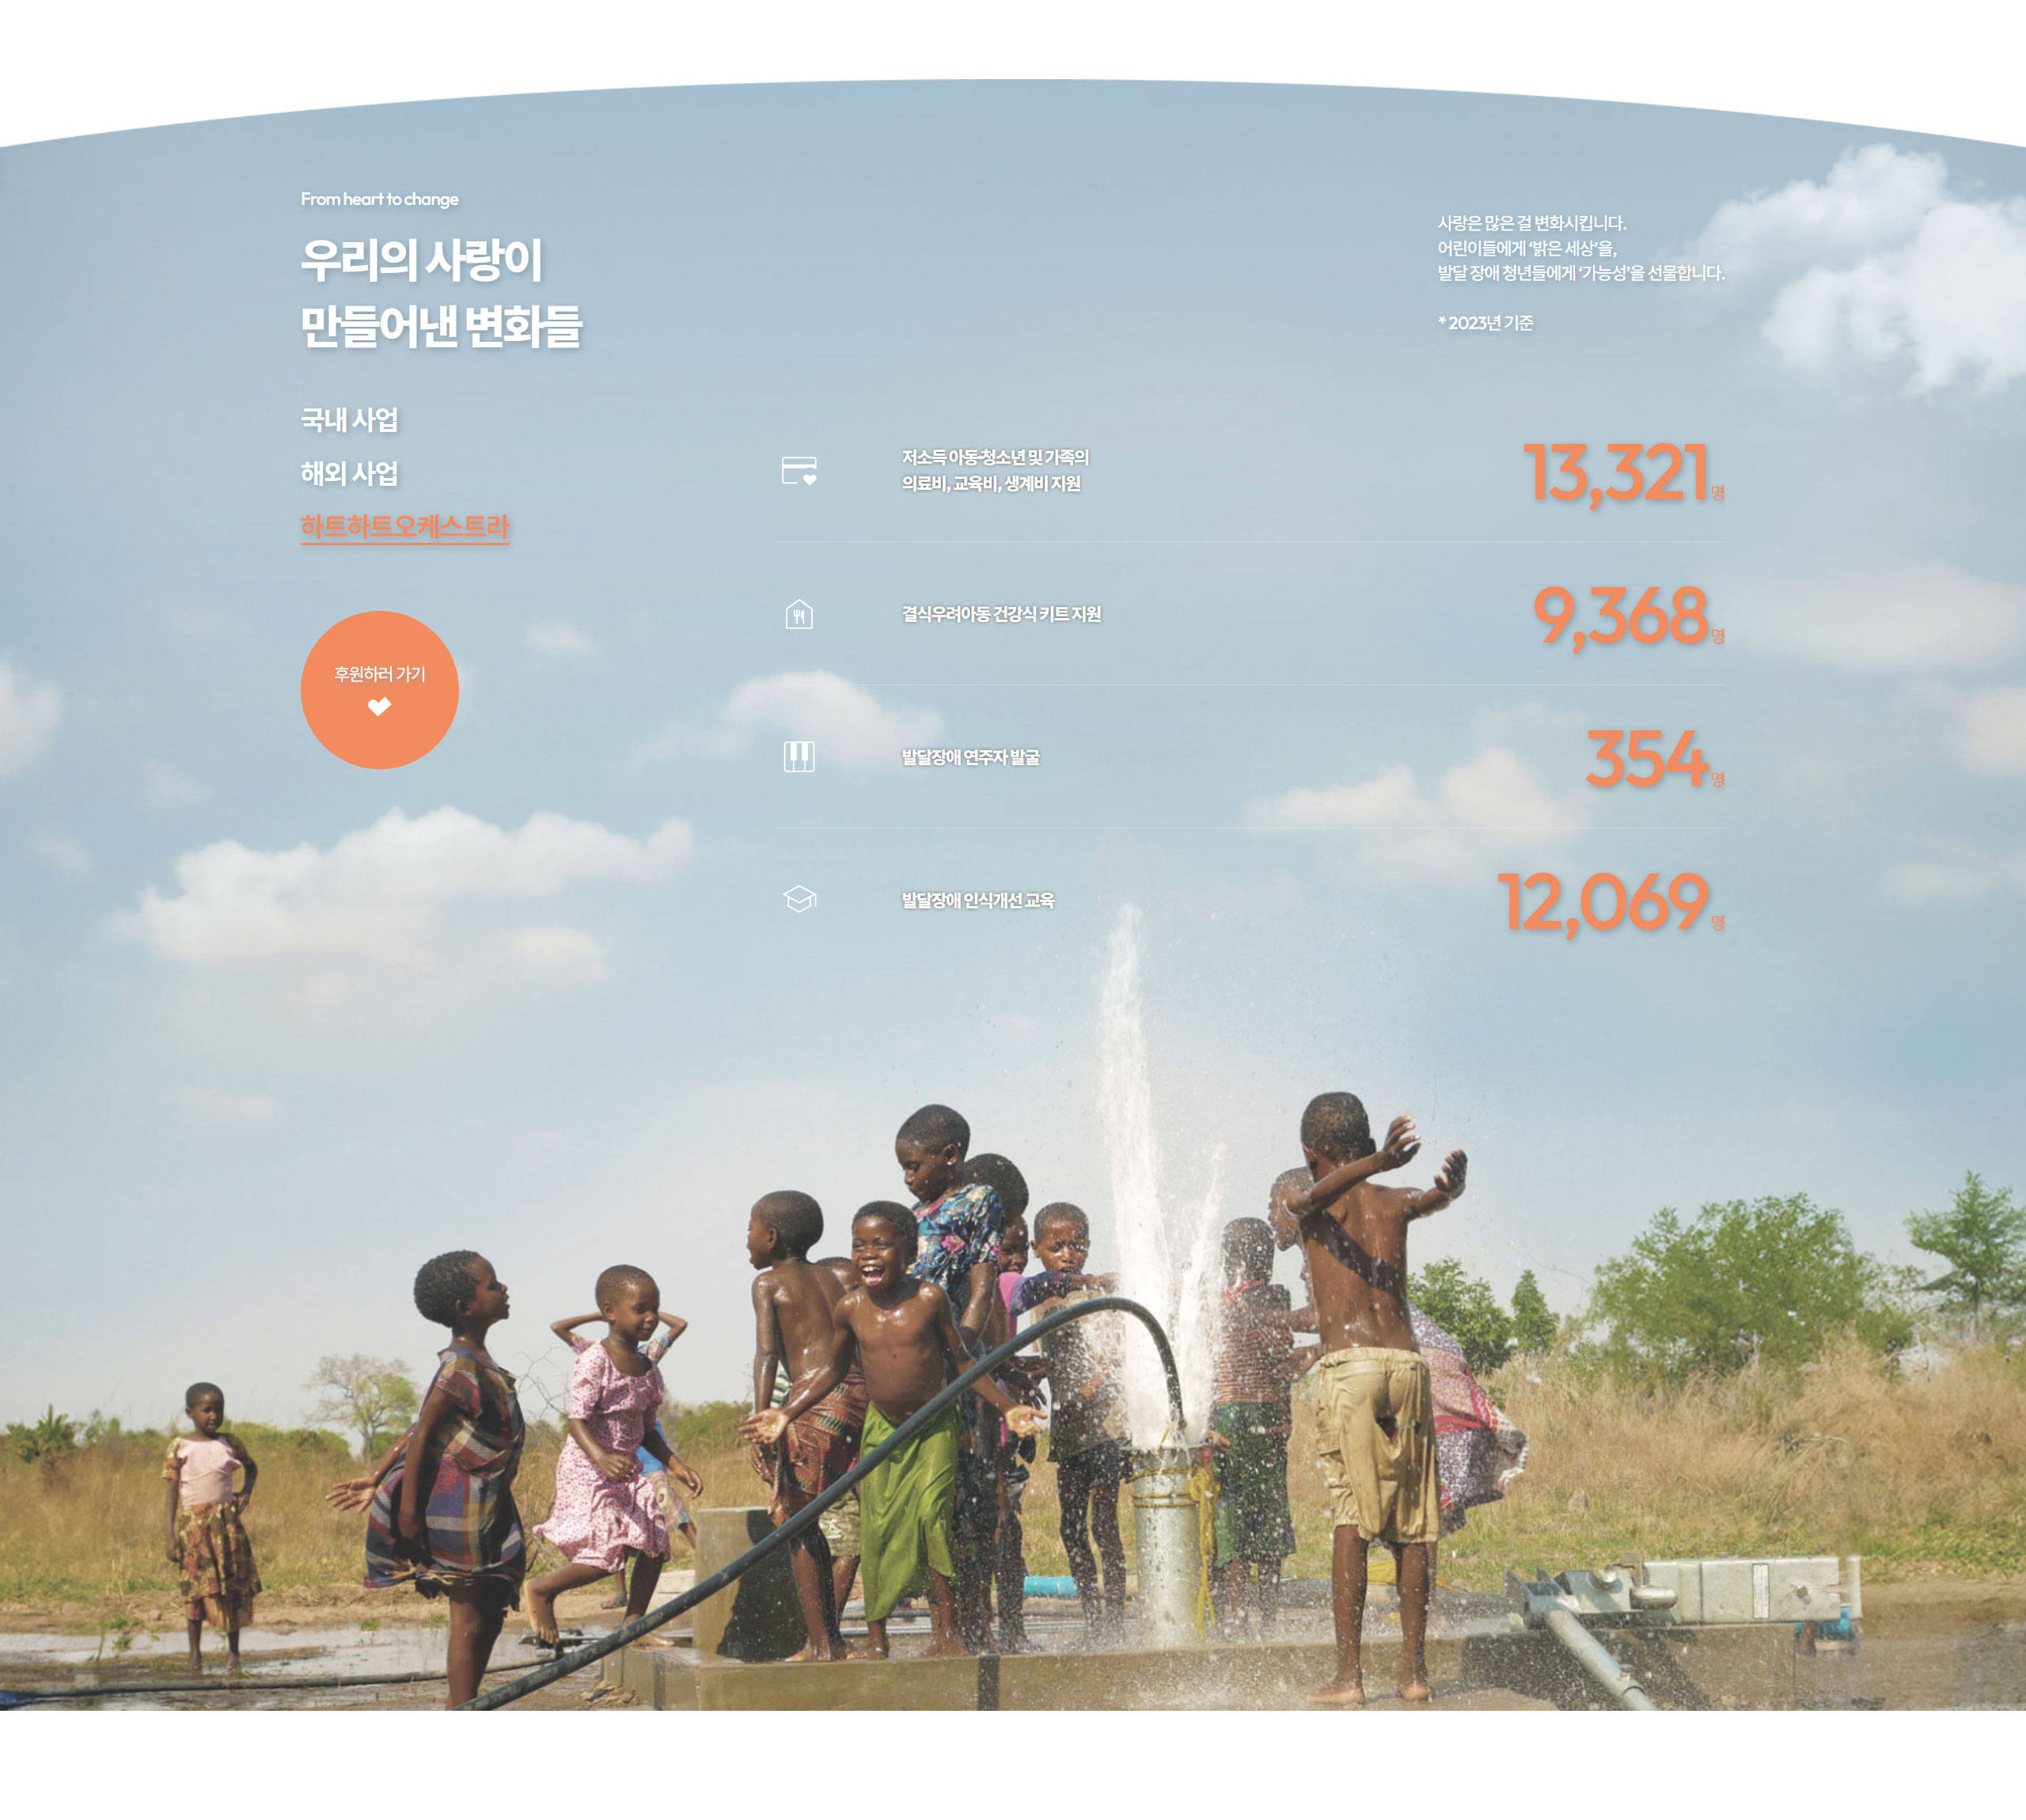 From heart to change
우리의 사랑이
만들어낸 변화들
사랑은 많은 걸 변화시킵니다.
어린이들에게 ‘밝은 세상’을,
발달 장애 청년들에게 ‘가능성’을 선물합니다.
* 2023년 기준
국내 사업
해외 사업
하트하트오케스트라
후원하러 가기
저소득 아동·청소년 및 가족의
의료비, 교육비, 생계비 지원
13,321명
결식우려아동 건강식 키트 지원
9,368명
발달장애 연주자 발굴
354명
발달장애 인식개선 교육
12,069명